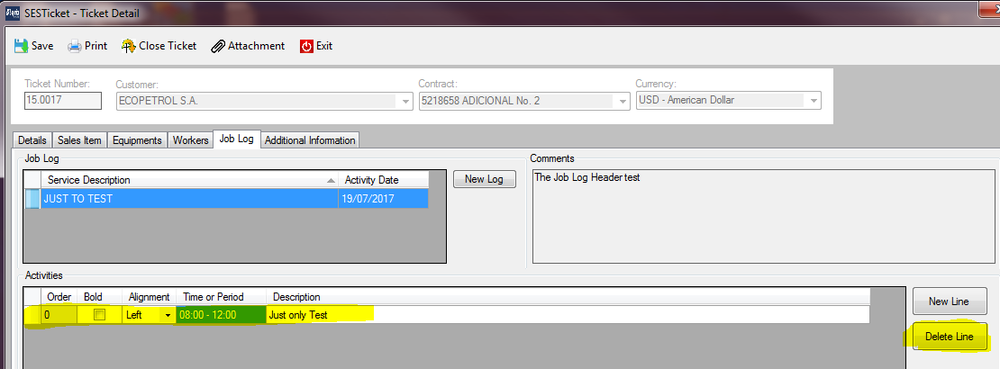 SESTicket - Ticket Detail
Save Print Close Ticket Attachment Exit
Ticket Number: Customer: Contract: Currency:
15.0017 ECOPETROL S.A. 5218658 ADICIONAL No. 2 USD - American Dollar
Details Sales Item Equipments Workers Job Log Additional Information
Job Log Comments
Service Description Activity Date New Log The Job Log Header test
JUST TO TEST 19/07/2017
Activities
Order Bold Alignment Time or Period Description New Line
0 Left 08:00 - 12:00 Just only Test
Delete Line